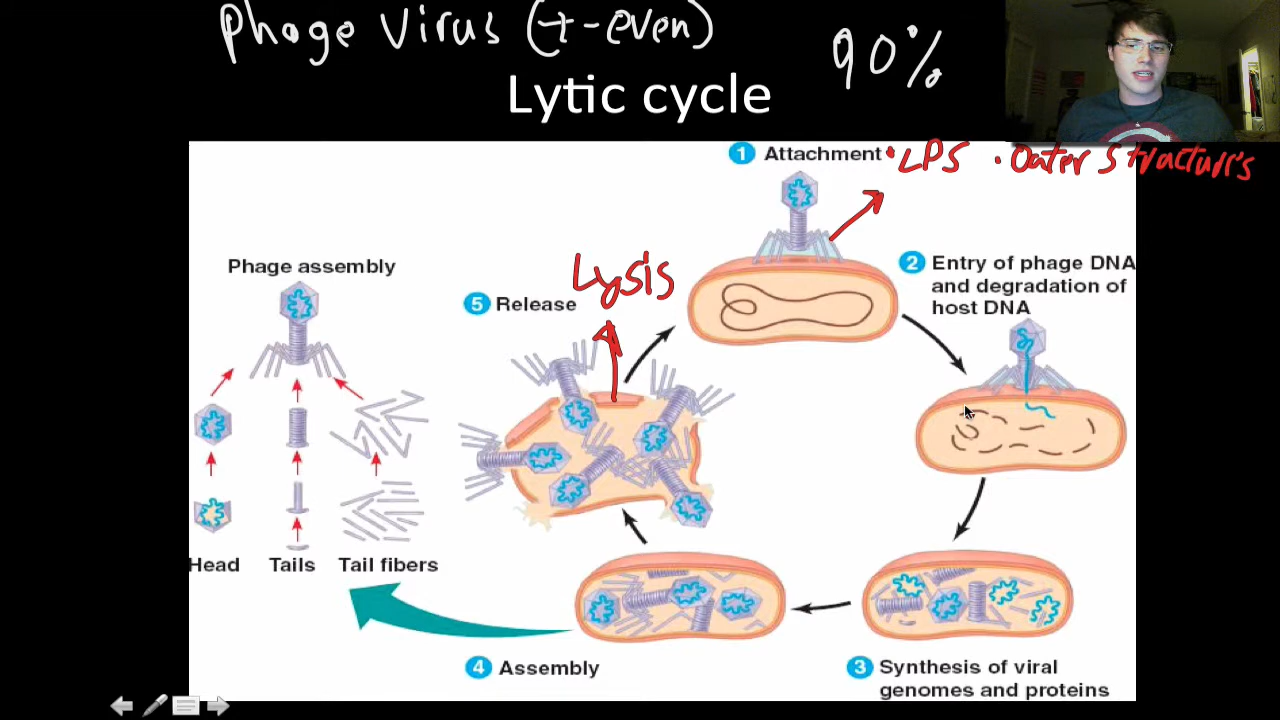 Phage Virus (T-even)
90%
Lytic cycle
1 Attachment
• LPS • Outer Structure's
2 Entry of phage DNA
and degradation of
host DNA
Phage assembly
Lysis
5 Release
Head Tails Tail fibers
4 Assembly
3 Synthesis of viral
genomes and proteins